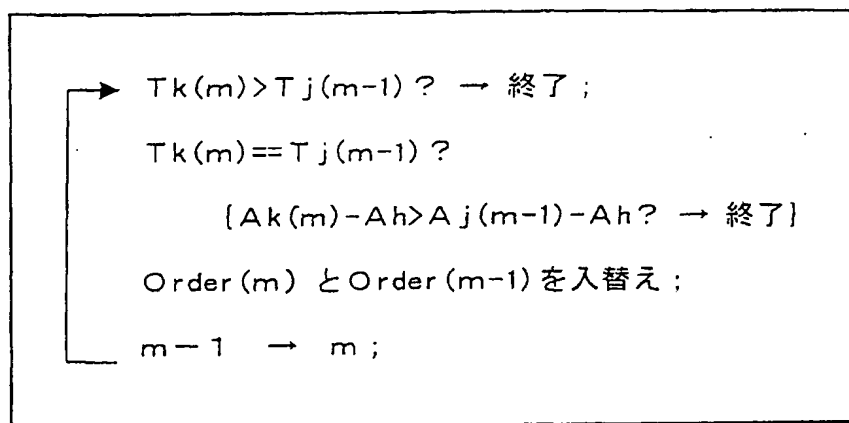 Tk(m)>Tj(m-1)? → 終了;
Tk(m)==Tj(m-1)?
{Ak(m)-Ah>Aj(m-1)-Ah? → 終了}
Order(m) とOrder(m-1)を入替え;
m-1 → m;